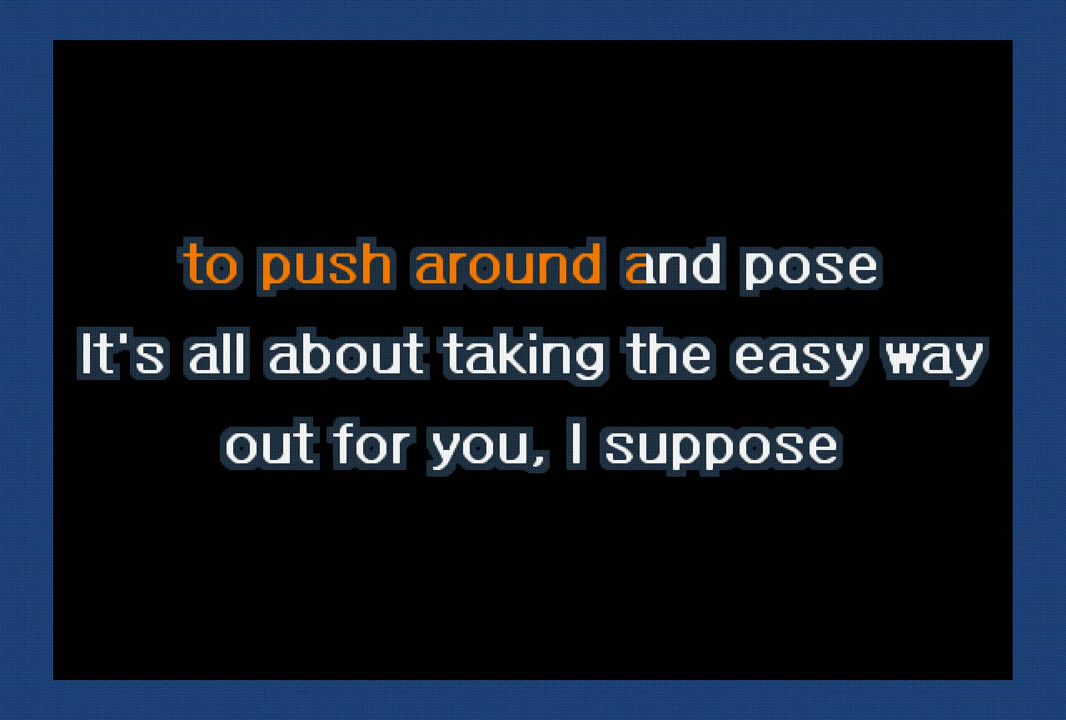 to push around and pose
It's all about taking the easy way
out for you, I suppose